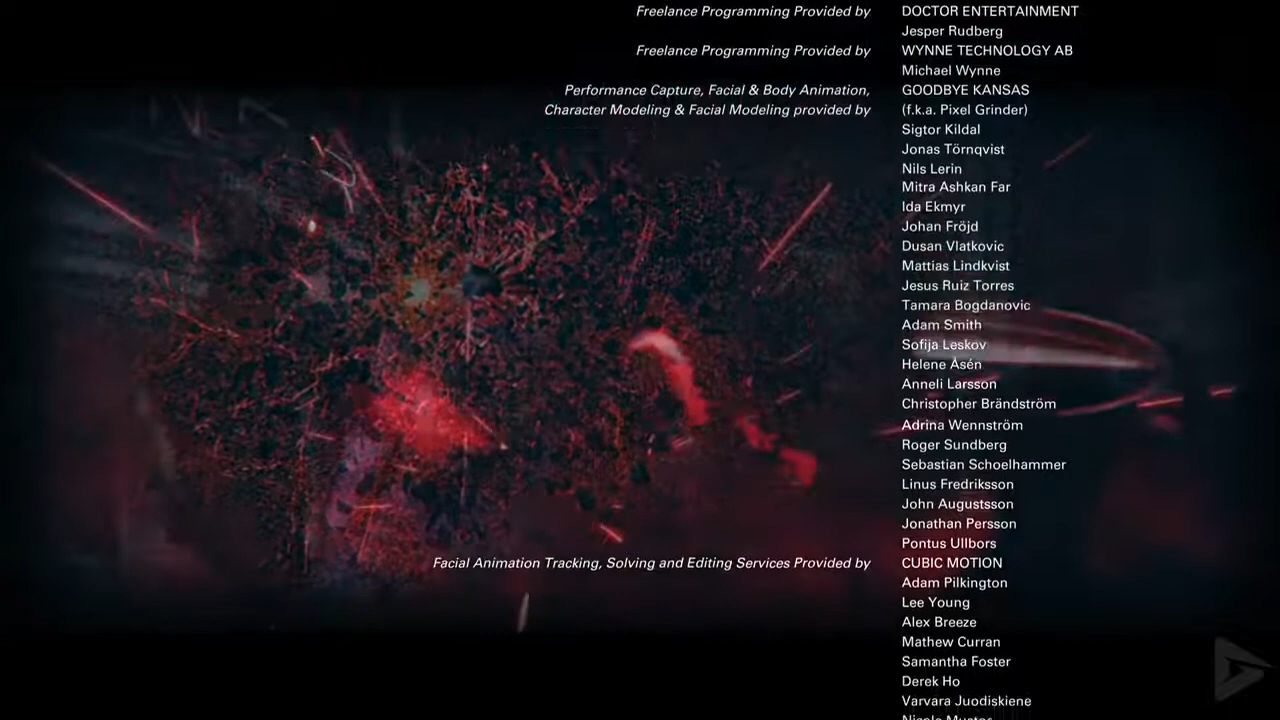 Freelance Programming Provided by DOCTOR ENTERTAINMENT
Jesper Rudberg
Freelance Programming Provided by WYNNE TECHNOLOGY AB
Michael Wynne
Performance Capture, Facial & Body Animation, GOODBYE KANSAS
Character Modeling & Facial Modeling provided by (f.k.a. Pixel Grinder)
Sigtor Kildal
Jonas Törnqvist
Nils Lerin
Mitra Ashkan Far
Ida Ekmyr
Johan Fröjd
Dusan Vlatkovic
Mattias Lindkvist
Jesus Ruiz Torres
Tamara Bogdanovic
Adam Smith
Sofija Leskov
Helene Åsén
Anneli Larsson
Christopher Brändström
Adrina Wennström
Roger Sundberg
Sebastian Schoelhammer
Linus Fredriksson
John Augustsson
Jonathan Persson
Pontus Ullbors
Facial Animation Tracking, Solving and Editing Services Provided by CUBIC MOTION
Adam Pilkington
Lee Young
Alex Breeze
Mathew Curran
Samantha Foster
Derek Ho
Varvara Juodiskiene